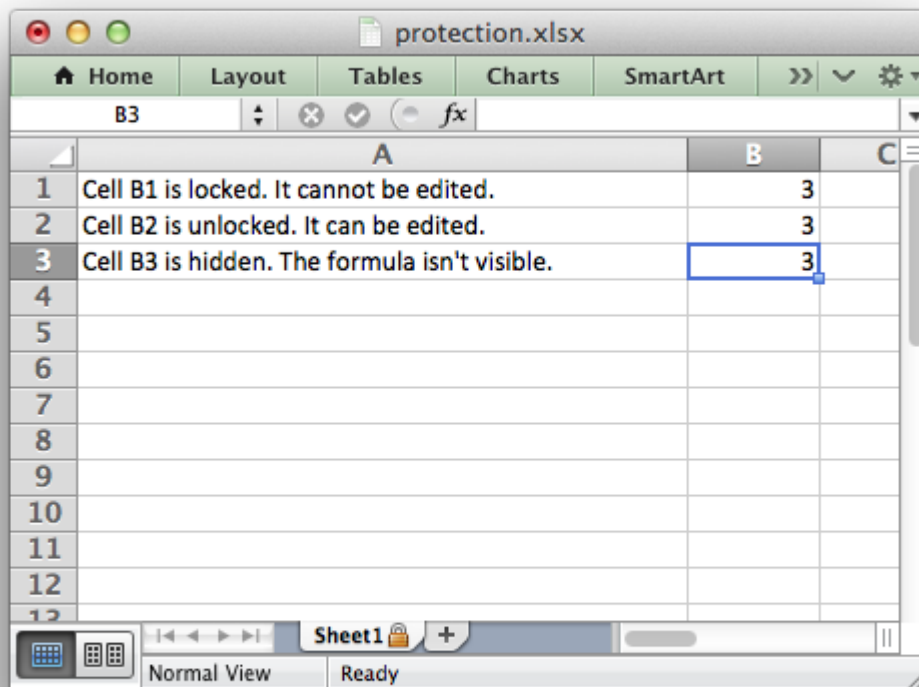 protection.xlsx
Home Layout Tables Charts SmartArt
B3 fx
A B C
1 Cell B1 is locked. It cannot be edited. 3
2 Cell B2 is unlocked. It can be edited. 3
3 Cell B3 is hidden. The formula isn't visible. 3
4
5
6
7
8
9
10
11
12
13
Sheet1
Normal View Ready